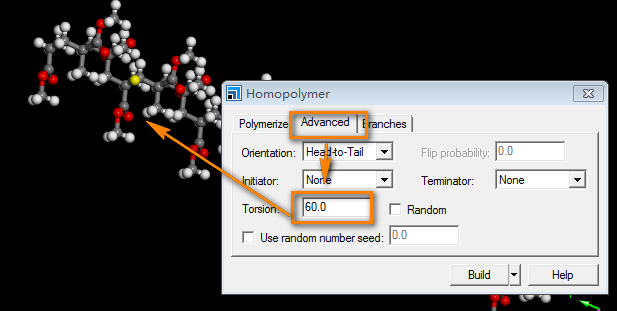 Homopolymer
Polymerize Advanced Branches
Orientation: Head-to-Tail Flip probability: 0.0
Initiator: None Terminator: None
Torsion: 60.0 Random
Use random number seed: 0.0
Build Help